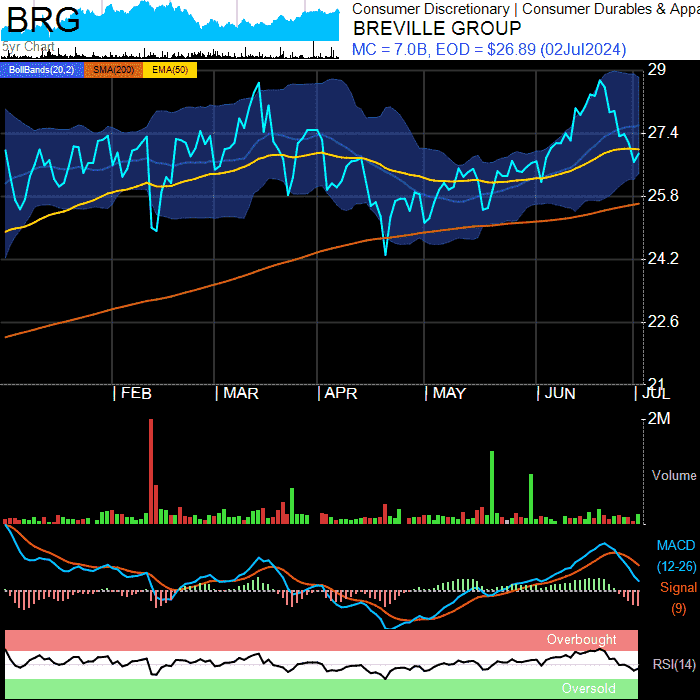 BRG
5yr Chart
Consumer Discretionary | Consumer Durables & Appa
BREVILLE GROUP
MC = 7.0B, EOD = $26.89 (02Jul2024)
BollBands(20,2) SMA(200) EMA(50)
29
27.4
25.8
24.2
22.6
21
FEB MAR APR MAY JUN JUL
2M
Volume
MACD
(12-26)
Signal
(9)
Overbought
RSI(14)
Oversold